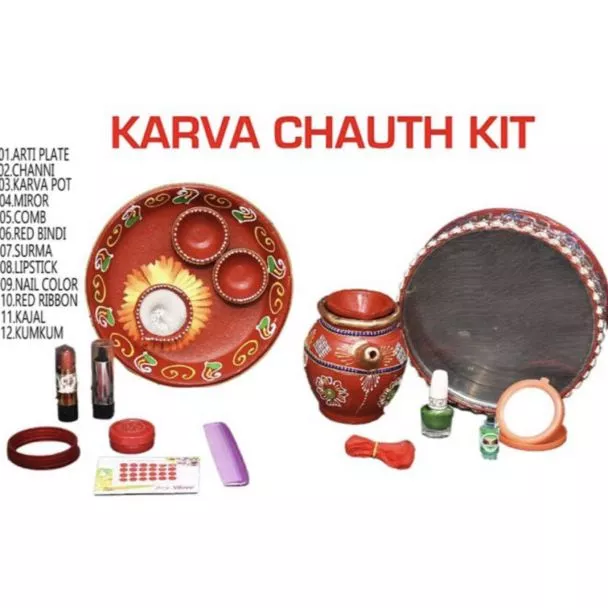 KARVA CHAUTH KIT
01.ARTI PLATE
02.CHANNI
03.KARVA POT
04.MIROR
05.COMB
06.RED BINDI
07.SURMA
08.LIPSTICK
09.NAIL COLOR
10.RED RIBBON
11.KAJAL
12.KUMKUM